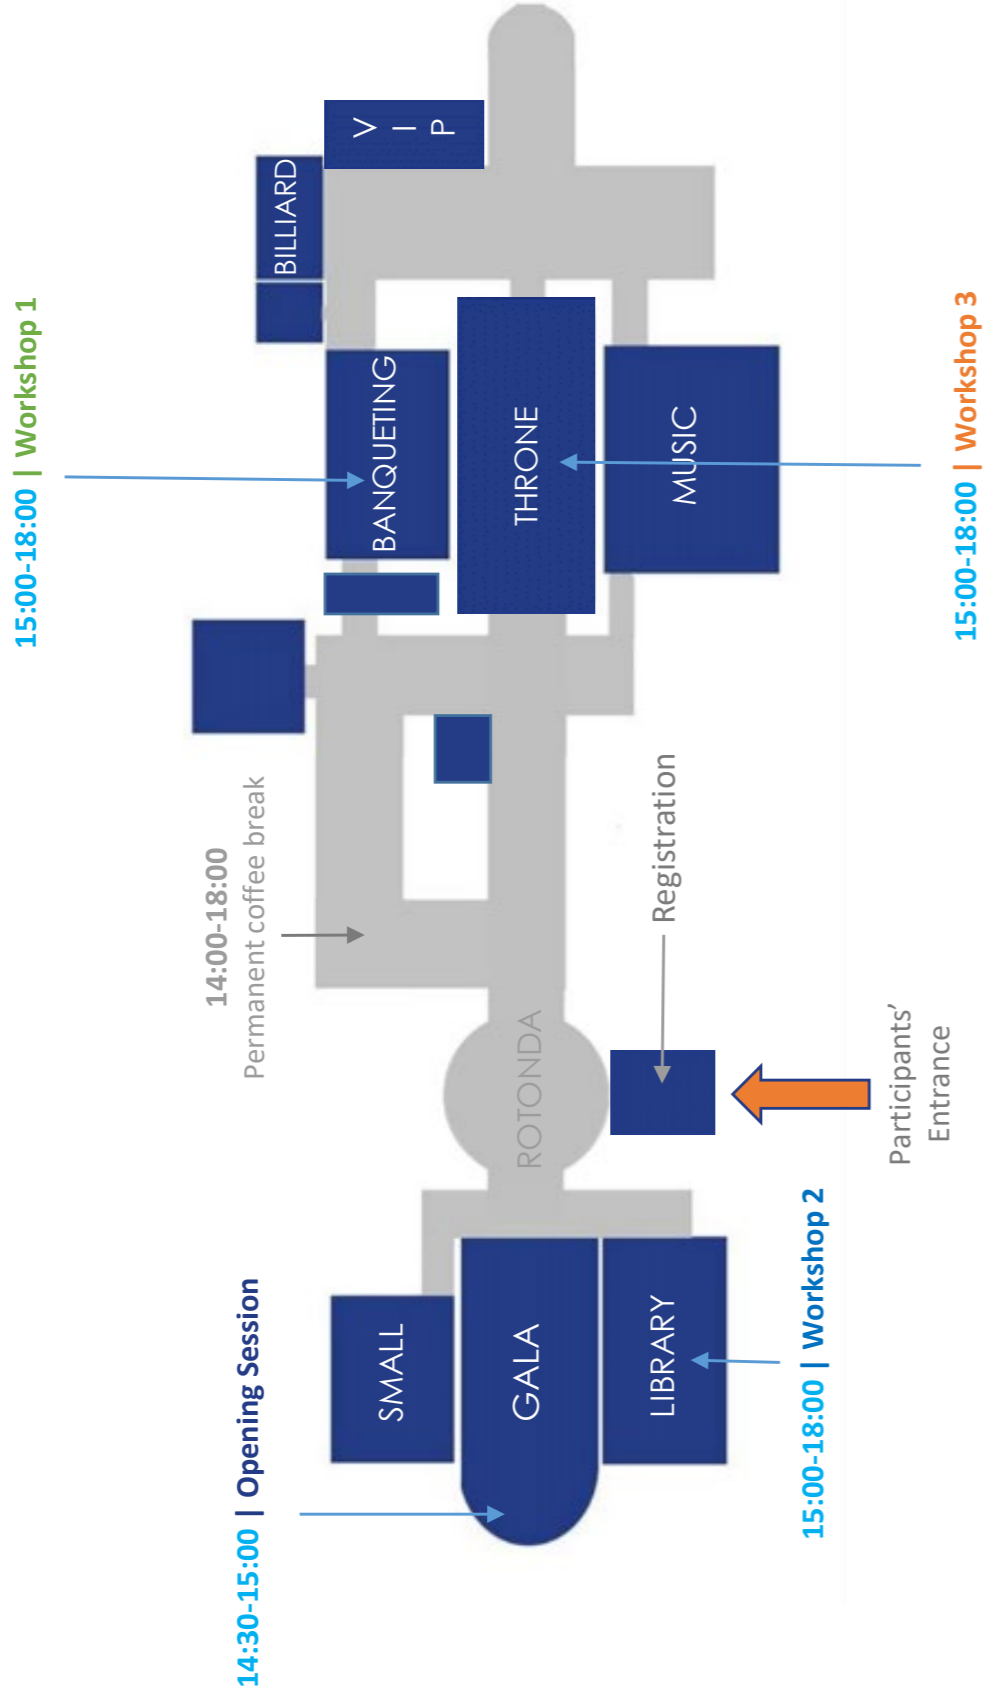 15:00-18:00 | Workshop 1
14:30-15:00 | Opening Session
14:00-18:00
Permanent coffee break
BILLIARD
VIP
BANQUETING
THRONE
MUSIC
SMALL
GALA
LIBRARY
ROTONDA
Registration
Participants’
Entrance
15:00-18:00 | Workshop 2
15:00-18:00 | Workshop 3